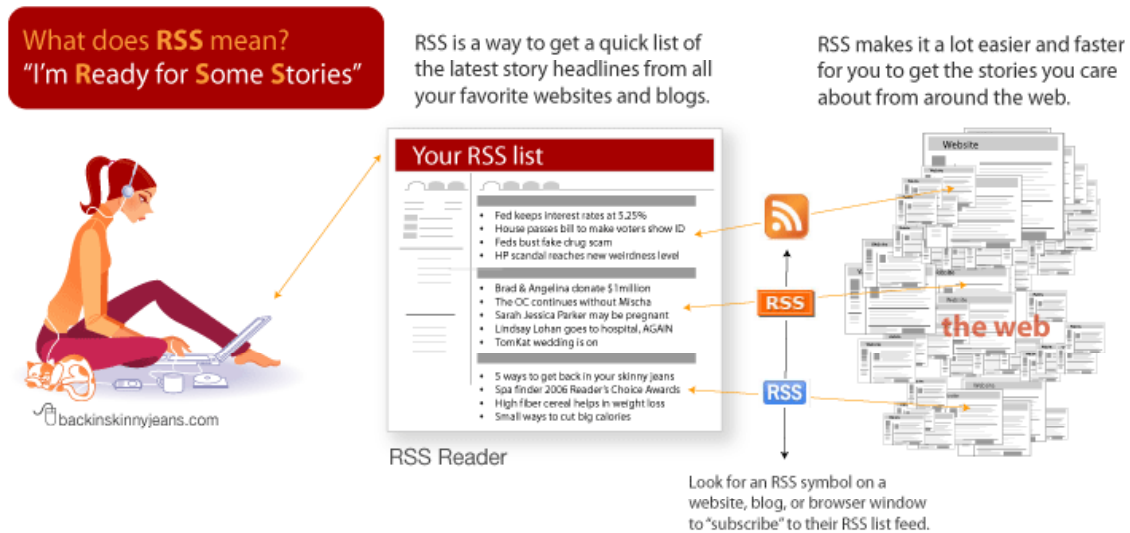 What does RSS mean?
“I’m Ready for Some Stories”
RSS is a way to get a quick list of
the latest story headlines from all
your favorite websites and blogs.
RSS makes it a lot easier and faster
for you to get the stories you care
about from around the web.
Your RSS list
• Fed keeps interest rates at 5.25%
• House passes bill to make voters show ID
• Feds bust fake drug scam
• HP scandal reaches new weirdness level
• Brad & Angelina donate $1million
• The OC continues without Mischa
• Sarah Jessica Parker may be pregnant
• Lindsay Lohan goes to hospital, AGAIN
• TomKat wedding is on
• 5 ways to get back in your skinny jeans
• Spa finder 2006 Reader's Choice Awards
• High fiber cereal helps in weight loss
• Small ways to cut big calories
RSS Reader
backinskinnyjeans.com
RSS
RSS
Website
Website
Website
Website
the web
Website
Look for an RSS symbol on a
website, blog, or browser window
to “subscribe” to their RSS list feed.